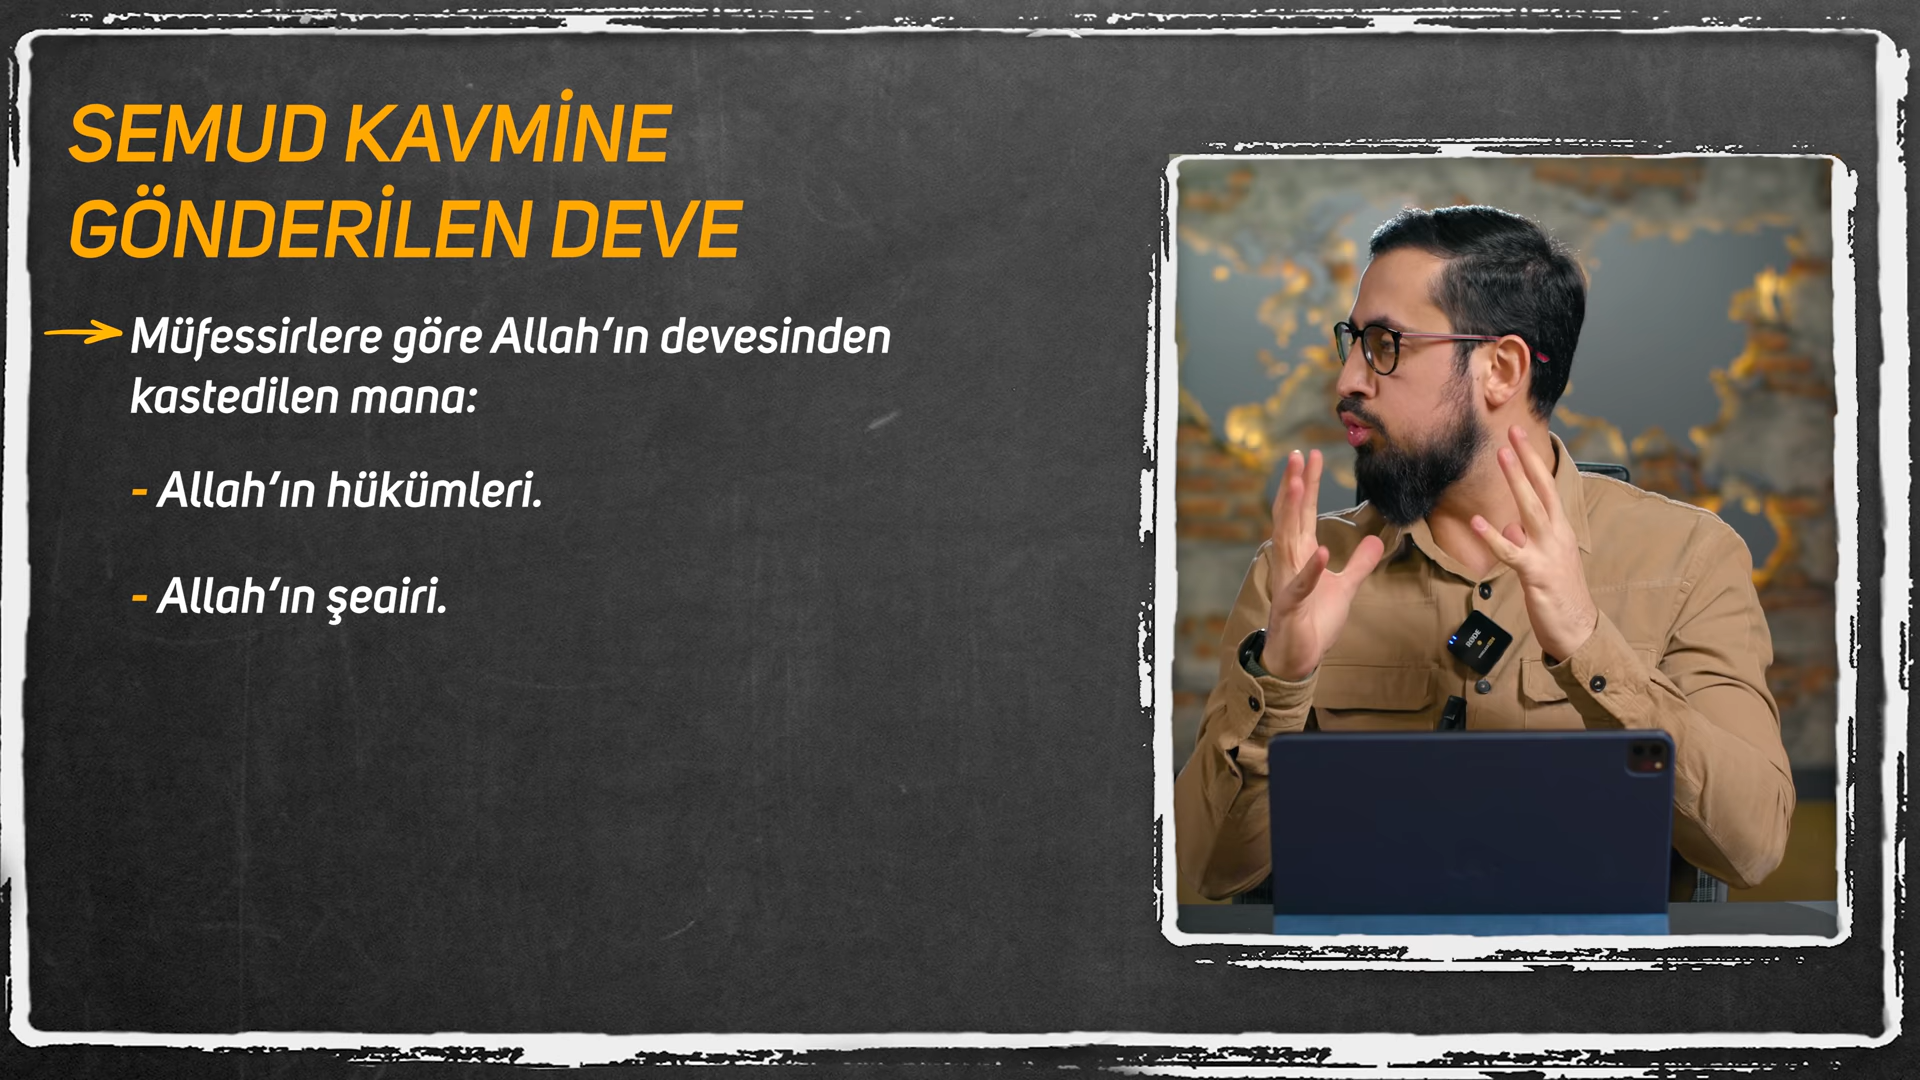 SEMUD KAVMİNE
GÖNDERİLEN DEVE
Müfessirlere göre Allah'ın devesinden
kastedilen mana:
- Allah'ın hükümleri.
- Allah'ın şeairi.
RØDE